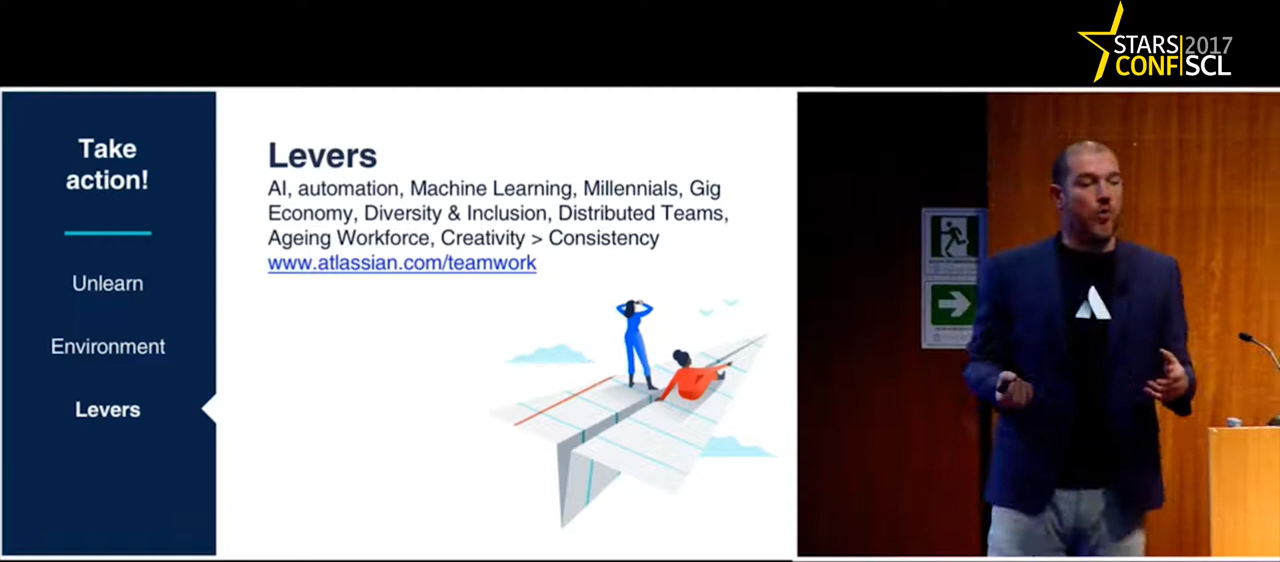 STARS 2017
CONF SCL
Take
action!
Unlearn
Environment
Levers
Levers
AI, automation, Machine Learning, Millennials, Gig
Economy, Diversity & Inclusion, Distributed Teams,
Ageing Workforce, Creativity > Consistency
www.atlassian.com/teamwork